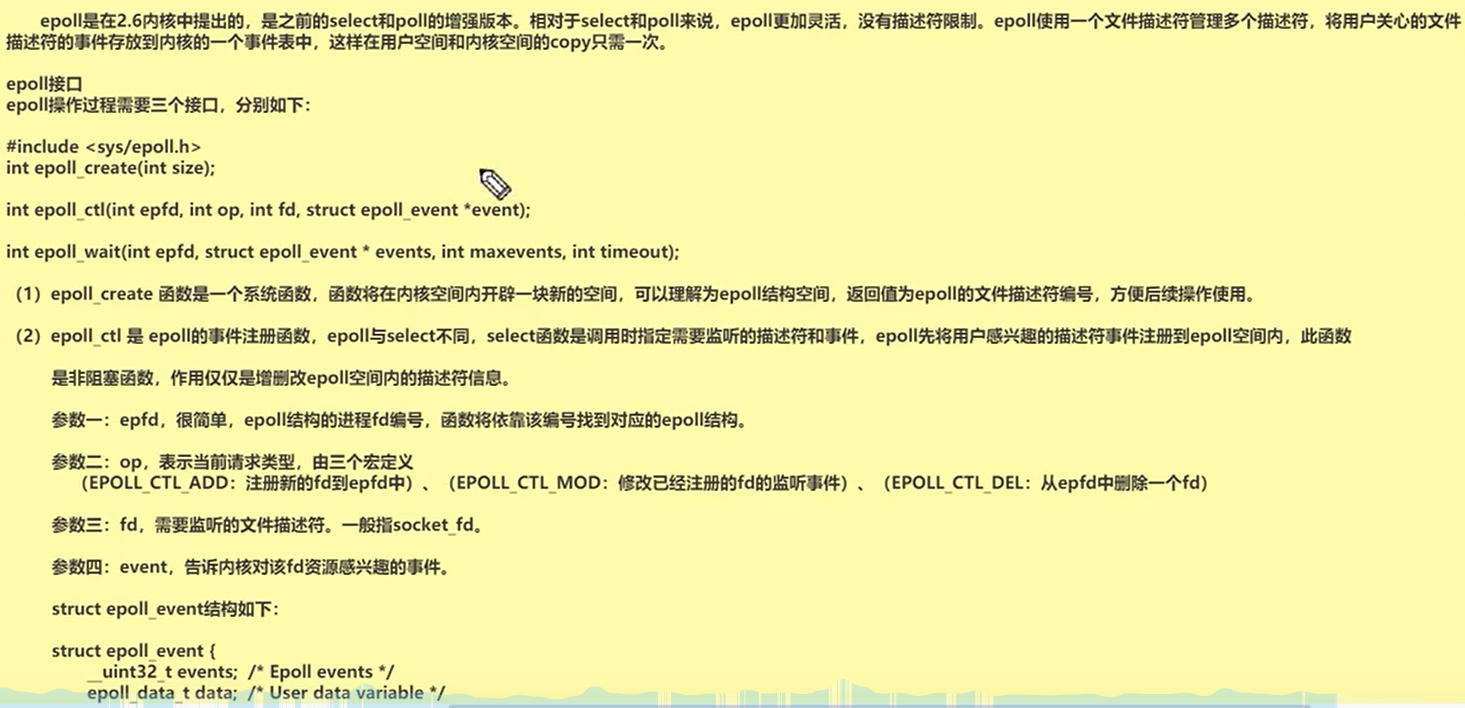 epoll是在2.6内核中提出的，是之前的select和poll的增强版本。相对于select和poll来说，epoll更加灵活，没有描述符限制。epoll使用一个文件描述符管理多个描述符，将用户关心的文件
描述符的事件存放到内核的一个事件表中，这样在用户空间和内核空间的copy只需一次。
epoll接口
epoll操作过程需要三个接口，分别如下：
#include <sys/epoll.h>
int epoll_create(int size);
int epoll_ctl(int epfd, int op, int fd, struct epoll_event *event);
int epoll_wait(int epfd, struct epoll_event * events, int maxevents, int timeout);
（1）epoll_create 函数是一个系统函数，函数将在内核空间内开辟一块新的空间，可以理解为epoll结构空间，返回值为epoll的文件描述符编号，方便后续操作使用。
（2）epoll_ctl 是 epoll的事件注册函数，epoll与select不同，select函数是调用时指定需要监听的描述符和事件，epoll先将用户感兴趣的描述符事件注册到epoll空间内，此函数
是非阻塞函数，作用仅仅是增删改epoll空间内的描述符信息。
参数一：epfd，很简单，epoll结构的进程fd编号，函数将依靠该编号找到对应的epoll结构。
参数二：op，表示当前请求类型，由三个宏定义
（EPOLL_CTL_ADD：注册新的fd到epfd中）、（EPOLL_CTL_MOD：修改已经注册的fd的监听事件）、（EPOLL_CTL_DEL：从epfd中删除一个fd）
参数三：fd，需要监听的文件描述符。一般指socket_fd。
参数四：event，告诉内核对该fd资源感兴趣的事件。
struct epoll_event结构如下：
struct epoll_event {
__uint32_t events; /* Epoll events */
epoll_data_t data; /* User data variable */